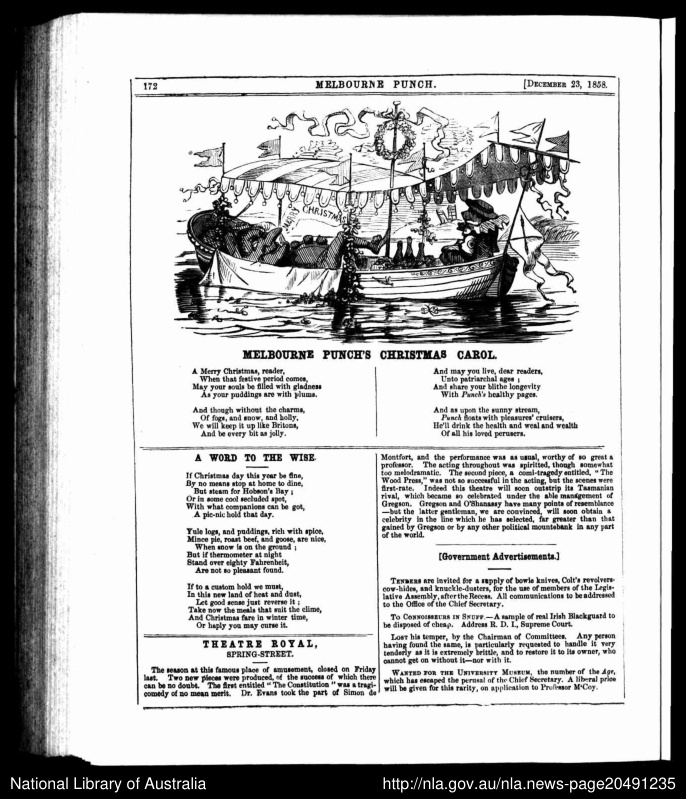 172
MELBOURNE PUNCH.
[DECEMBER 23, 1858.
MERRY CHRISTMAS
MELBOURNE PUNCH'S CHRISTMAS CAROL.
A Merry Christmas, reader,
When that festive period comes,
May your souls be filled with gladness
As your puddings are with plums.
And though without the charms,
Of fogs, and snow, and holly,
We will keep it up like Britons,
And be every bit as jolly.
And may you live, dear readers,
Unto patriarchal ages ;
And share your blithe longevity
With Punch's healthy pages.
And as upon the sunny stream,
Punch floats with pleasures' cruisers,
He'll drink the health and weal and wealth
Of all his loved perusers.
A WORD TO THE WISE.
If Christmas day this year be fine,
By no means stop at home to dine,
But steam for Hobson's Bay ;
Or in some cool secluded spot,
With what companions can be got,
A pic-nic hold that day.
Yule logs, and puddings, rich with spice,
Mince pie, roast beef, and goose, are nice,
When snow is on the ground ;
But if thermometer at night
Stand over eighty Fahrenheit,
Are not so pleasant found.
If to a custom hold we must,
In this new land of heat and dust,
Let good sense just reverse it ;
Take now the meals that suit the clime,
And Christmas fare in winter time,
Or haply you may curse it.
THEATRE ROYAL,
SPRING-STREET.
The season at this famous place of amusement, closed on Friday
last. Two new pieces were produced, of the success of which there
can be no doubt. The first entitled "The Constitution" was a tragi-
comedy of no mean merit. Dr. Evans took the part of Simon de
Montfort, and the performance was as usual, worthy of so great a
professor. The acting throughout was spiritted, though somewhat
too melodramatic. The second piece, a comi-tragedy entitled, "The
Wood Press," was not so successful in the acting, but the scenes were
first-rate. Indeed this theatre will soon outstrip its Tasmanian
rival, which became so celebrated under the able management of
Gregson. Gregson and O'Shanassy have many points of resemblance
—but the latter gentleman, we are convinced, will soon obtain a
celebrity in the line which he has selected, far greater than that
gained by Gregson or by any other political mountebank in any part
of the world.
[Government Advertisements.]
TENDERS are invited for a supply of bowie knives, Colt's revolvers-
cow-hides, and knuckle-dusters, for the use of members of the Legis-
lative Assembly, after the Recess. All communications to be addressed
to the Office of the Chief Secretary.
TO CONNOISSEURS IN SNUFF.—A sample of real Irish Blackguard to
be disposed of cheap. Address R. D. I., Supreme Court.
LOST his temper, by the Chairman of Committees. Any person
having found the same, is particularly requested to handle it very
tenderly as it is extremely brittle, and to restore it to its owner, who
cannot get on without it—nor with it.
WANTED FOR THE UNIVERSITY MUSEUM, the number of the Age,
which has escaped the perusal of the Chief Secretary. A liberal price
will be given for this rarity, on application to Professor M'Coy.
National Library of Australia
http://nla.gov.au/nla.news-page20491235